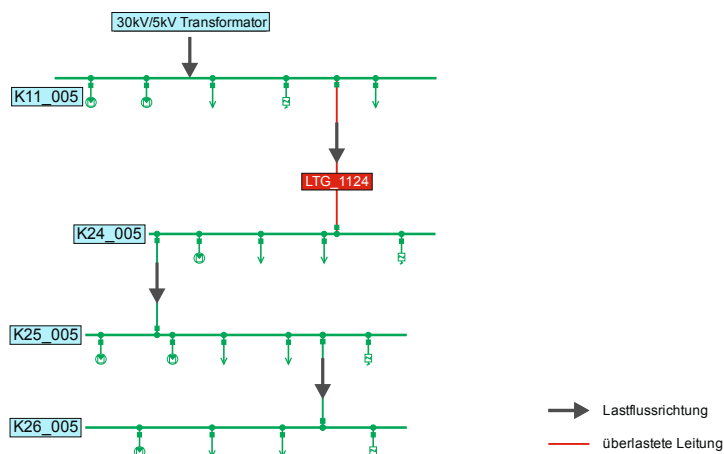 30kV/5kV Transformator
K11_005
LTG_1124
K24_005
K25_005
Lastflussrichtung
K26_005
überlastete Leitung